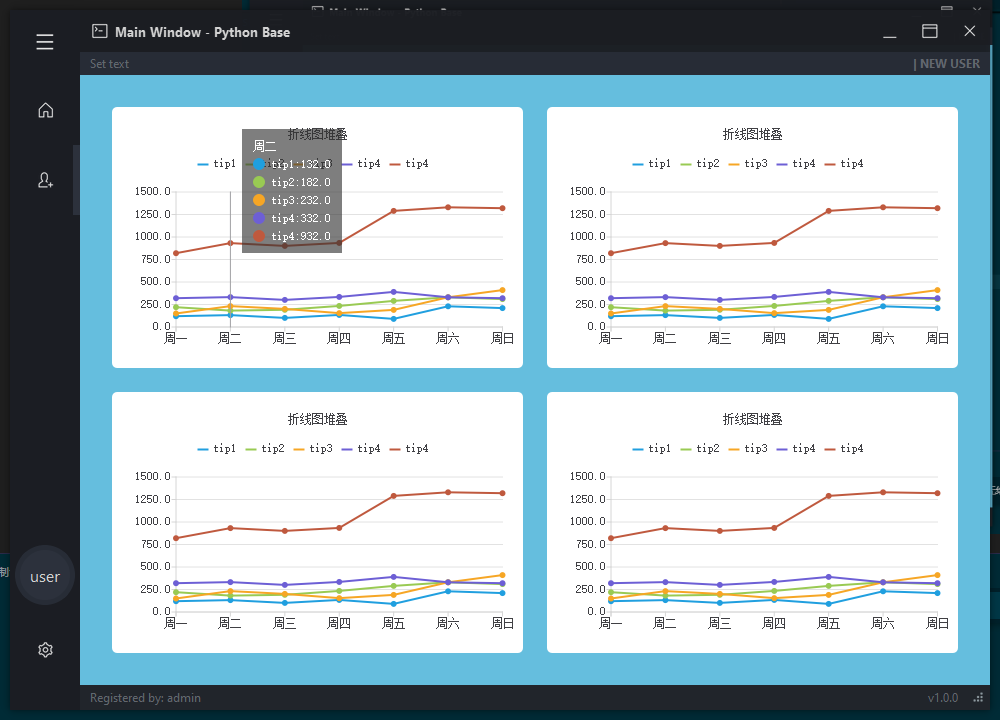 Main Window - Python Base
Set text
| NEW USER
折线图堆叠
tip1 tip4 tip4
周二
tip1:132.0
tip2:182.0
tip3:232.0
tip4:332.0
tip4:932.0
1500.0
1250.0
1000.0
750.0
500.0
250.0
0.0
周一 周二 周三 周四 周五 周六 周日
折线图堆叠
tip1 tip2 tip3 tip4 tip4
1500.0
1250.0
1000.0
750.0
500.0
250.0
0.0
周一 周二 周三 周四 周五 周六 周日
折线图堆叠
tip1 tip2 tip3 tip4 tip4
1500.0
1250.0
1000.0
750.0
500.0
250.0
0.0
周一 周二 周三 周四 周五 周六 周日
折线图堆叠
tip1 tip2 tip3 tip4 tip4
1500.0
1250.0
1000.0
750.0
500.0
250.0
0.0
周一 周二 周三 周四 周五 周六 周日
制
user
Registered by: admin
v1.0.0